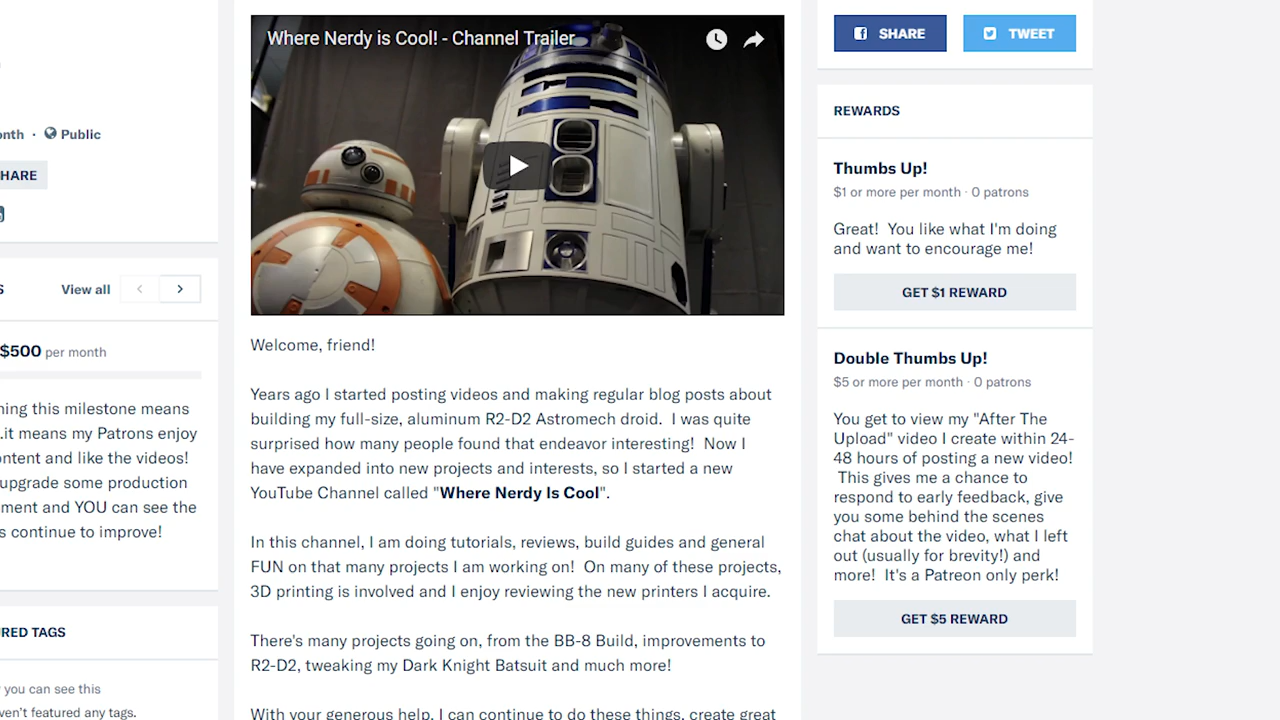 onth · Public
HARE
S
View all
$500 per month
ning this milestone means
.it means my Patrons enjoy
ontent and like the videos!
upgrade some production
ment and YOU can see the
s continue to improve!
RED TAGS
you can see this
ven't featured any tags.
Where Nerdy is Cool! - Channel Trailer
Welcome, friend!
Years ago I started posting videos and making regular blog posts about
building my full-size, aluminum R2-D2 Astromech droid.  I was quite
surprised how many people found that endeavor interesting!  Now I
have expanded into new projects and interests, so I started a new
YouTube Channel called "Where Nerdy Is Cool".
In this channel, I am doing tutorials, reviews, build guides and general
FUN on that many projects I am working on!  On many of these projects,
3D printing is involved and I enjoy reviewing the new printers I acquire.
There's many projects going on, from the BB-8 Build, improvements to
R2-D2, tweaking my Dark Knight Batsuit and much more!
With your generous help, I can continue to do these things, create great
SHARE
TWEET
REWARDS
Thumbs Up!
$1 or more per month · 0 patrons
Great!  You like what I'm doing
and want to encourage me!
GET $1 REWARD
Double Thumbs Up!
$5 or more per month · 0 patrons
You get to view my "After The
Upload" video I create within 24-
48 hours of posting a new video!
This gives me a chance to
respond to early feedback, give
you some behind the scenes
chat about the video, what I left
out (usually for brevity!) and
more!  It's a Patreon only perk!
GET $5 REWARD